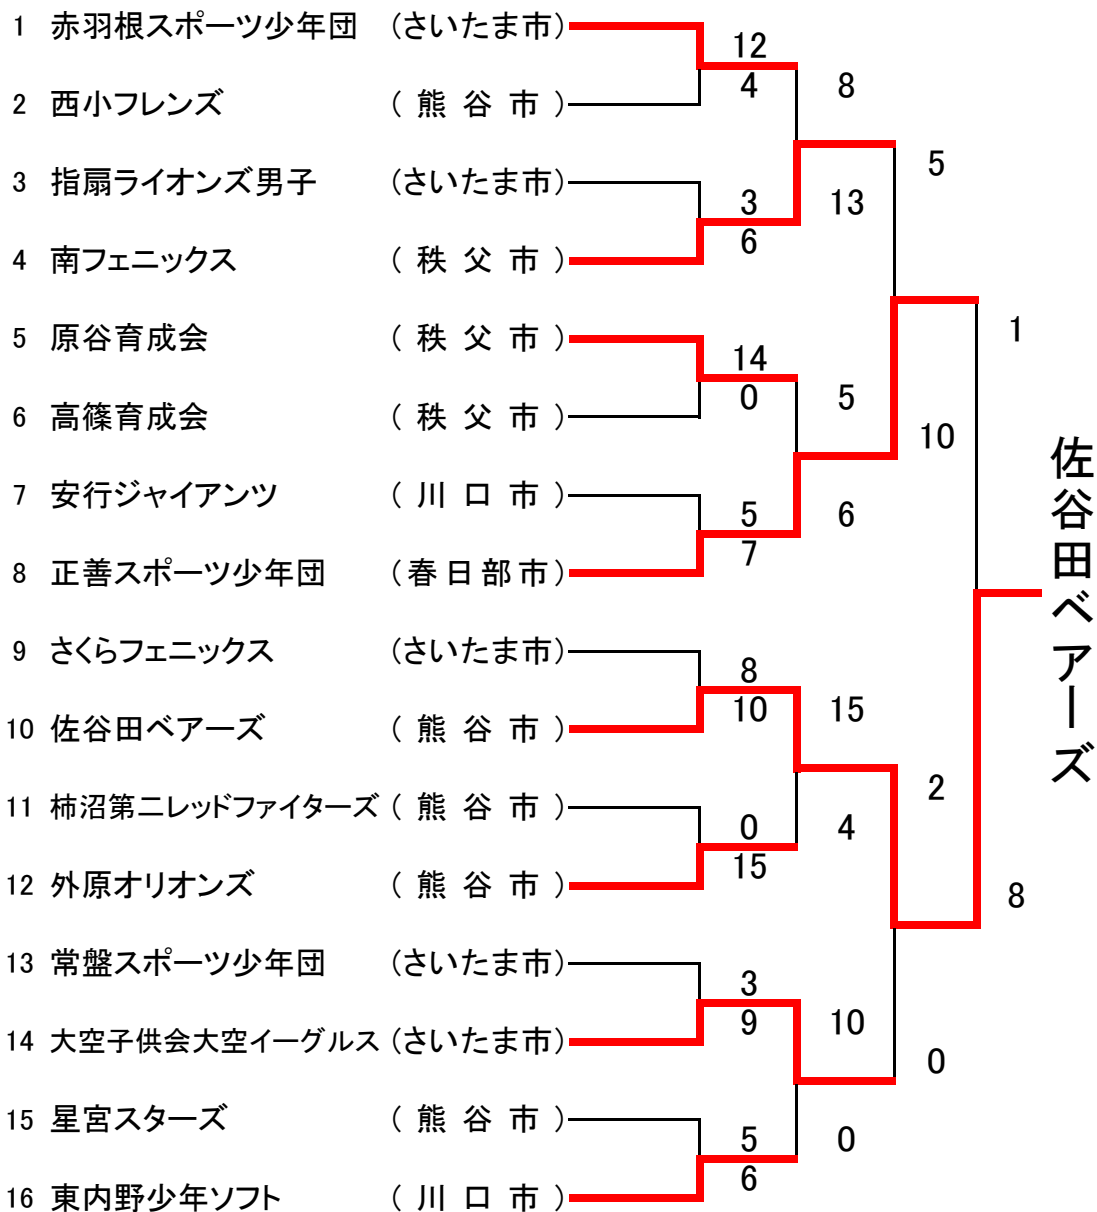 1 赤羽根スポーツ少年団 (さいたま市)
12
4
8
2 西小フレンズ ( 熊 谷 市 )
5
3 指扇ライオンズ男子 (さいたま市)
3
6
13
4 南フェニックス ( 秩 父 市 )
1
5 原谷育成会 ( 秩 父 市 )
14
0
5
10
6 高篠育成会 ( 秩 父 市 )
7 安行ジャイアンツ ( 川 口 市 )
5
7
6
8 正善スポーツ少年団 (春日部市)
佐谷田ベアーズ
9 さくらフェニックス (さいたま市)
8
10
15
10 佐谷田ベアーズ ( 熊 谷 市 )
2
11 柿沼第二レッドファイターズ ( 熊 谷 市 )
0
15
4
12 外原オリオンズ ( 熊 谷 市 )
8
13 常盤スポーツ少年団 (さいたま市)
3
9
10
14 大空子供会大空イーグルス (さいたま市)
0
15 星宮スターズ ( 熊 谷 市 )
5
6
0
16 東内野少年ソフト ( 川 口 市 )